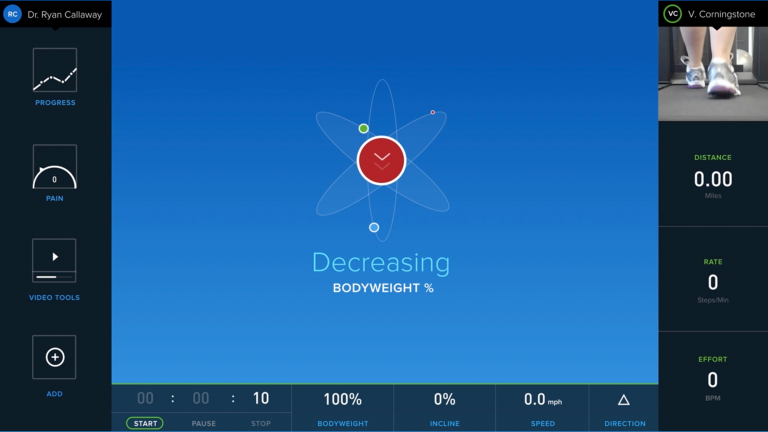 RC Dr. Ryan Callaway
PROGRESS
0
PAIN
VIDEO TOOLS
ADD
Decreasing
BODYWEIGHT %
00 : 00 : 10
START PAUSE STOP
100%
BODYWEIGHT
0%
INCLINE
0.0 mph
SPEED
DIRECTION
VC V. Corningstone
DISTANCE
0.00
Miles
RATE
0
Steps/Min
EFFORT
0
BPM